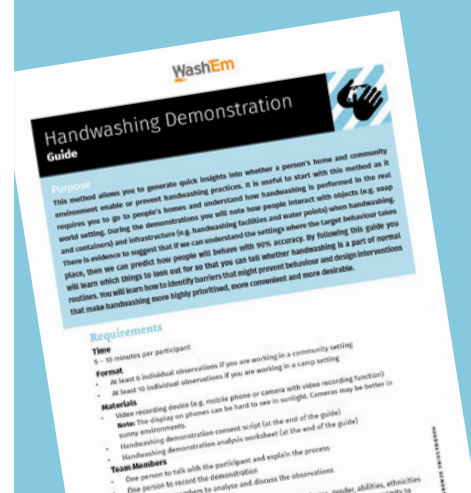 WashEm
Handwashing Demonstration
Guide
Purpose
This method allows you to generate quick insights into whether a person's home and community
environment enable or prevent handwashing practices. It is useful to start with this method as it
requires you to go to people's homes and understand how handwashing is performed in the real
world setting. During the demonstrations you will note how people interact with objects (e.g. soap
and containers) and infrastructure (e.g. handwashing facilities and water points) when handwashing.
There is evidence to suggest that if we can understand the settings where the target behaviour takes
place, then we can predict how people will behave with 90% accuracy. By following this guide you
will learn which things to look out for so that you can tell whether handwashing is a part of normal
routines. You will learn how to identify barriers that might prevent behaviour and design interventions
that make handwashing more highly prioritised, more convenient and more desirable.
Requirements
Time
5 - 10 minutes per participant
Format
• At least 6 individual observations if you are working in a community setting
• At least 10 individual observations if you are working in a camp setting
Materials
• Video recording device (e.g. mobile phone or camera with video recording function)
Note: The display on phones can be hard to see in sunlight. Cameras may be better in
sunny environments.
• Handwashing demonstration consent script (at the end of the guide)
• Handwashing demonstration analysis worksheet (at the end of the guide)
Team Members
• One person to talk with the participant and explain the process
• One person to record the demonstration
to analyse and discuss the observations
gender, abilities, ethnicities